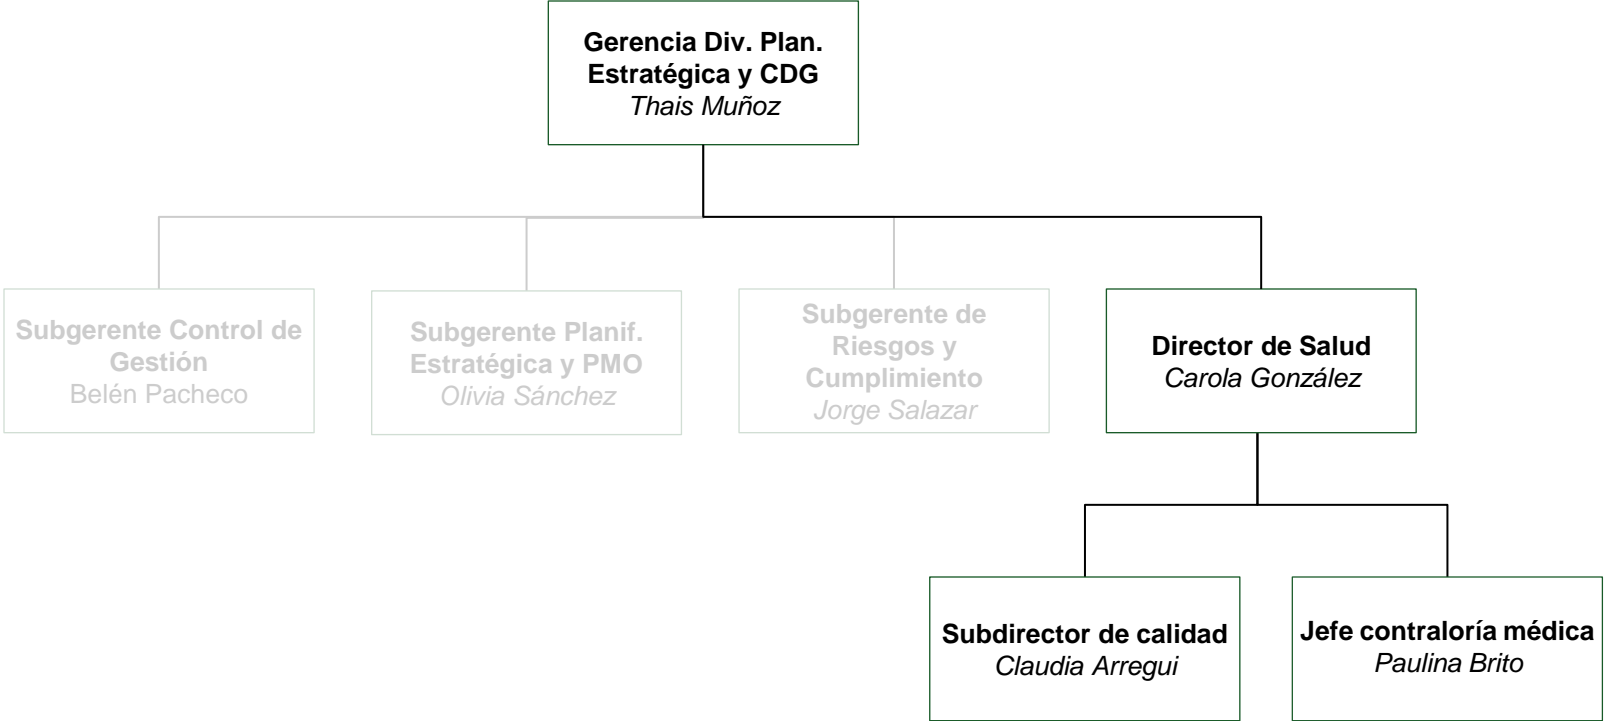 Gerencia Div. Plan.
Estratégica y CDG
Thais Muñoz
Subgerente Control de
Gestión
Belén Pacheco
Subgerente Planif.
Estratégica y PMO
Olivia Sánchez
Subgerente de
Riesgos y
Cumplimiento
Jorge Salazar
Director de Salud
Carola González
Subdirector de calidad
Claudia Arregui
Jefe contraloría médica
Paulina Brito